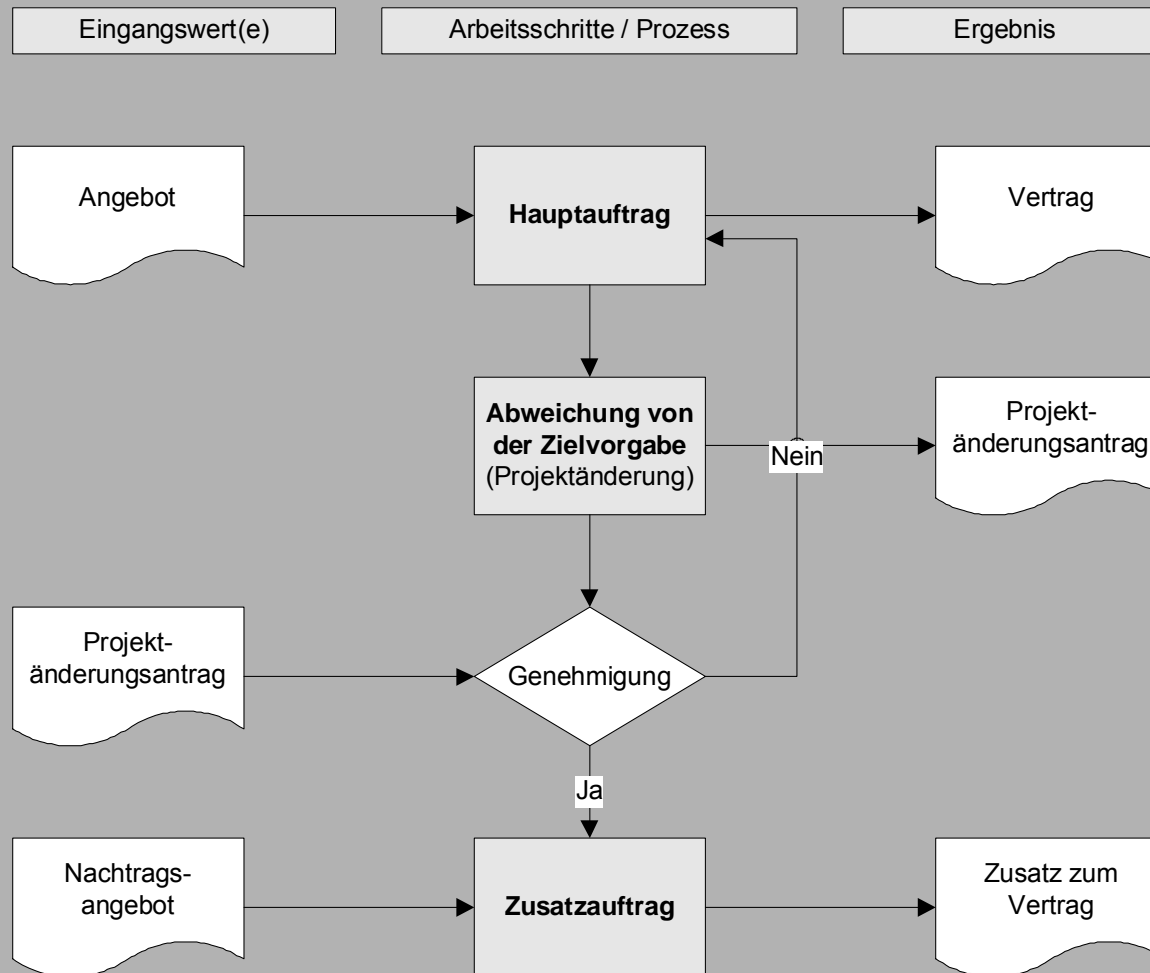 Eingangswert(e)
Arbeitsschritte / Prozess
Ergebnis
Angebot
Hauptauftrag
Vertrag
Abweichung von
der Zielvorgabe
(Projektänderung)
Nein
Projekt-
änderungsantrag
Projekt-
änderungsantrag
Genehmigung
Ja
Nachtrags-
angebot
Zusatzauftrag
Zusatz zum
Vertrag